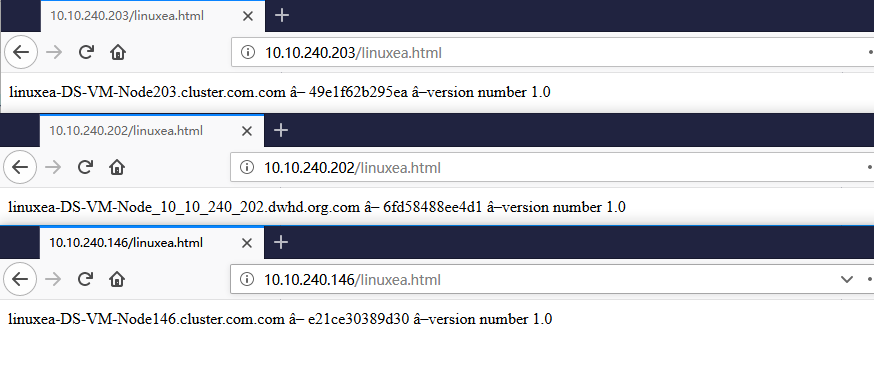 10.10.240.203/linuxea.html
10.10.240.203/linuxea.html
linuxea-DS-VM-Node203.cluster.com.com â– 49e1f62b295ea â–version number 1.0
10.10.240.202/linuxea.html
10.10.240.202/linuxea.html
linuxea-DS-VM-Node_10_10_240_202.dwhd.org.com â– 6fd58488ee4d1 â–version number 1.0
10.10.240.146/linuxea.html
10.10.240.146/linuxea.html
linuxea-DS-VM-Node146.cluster.com.com â– e21ce30389d30 â–version number 1.0